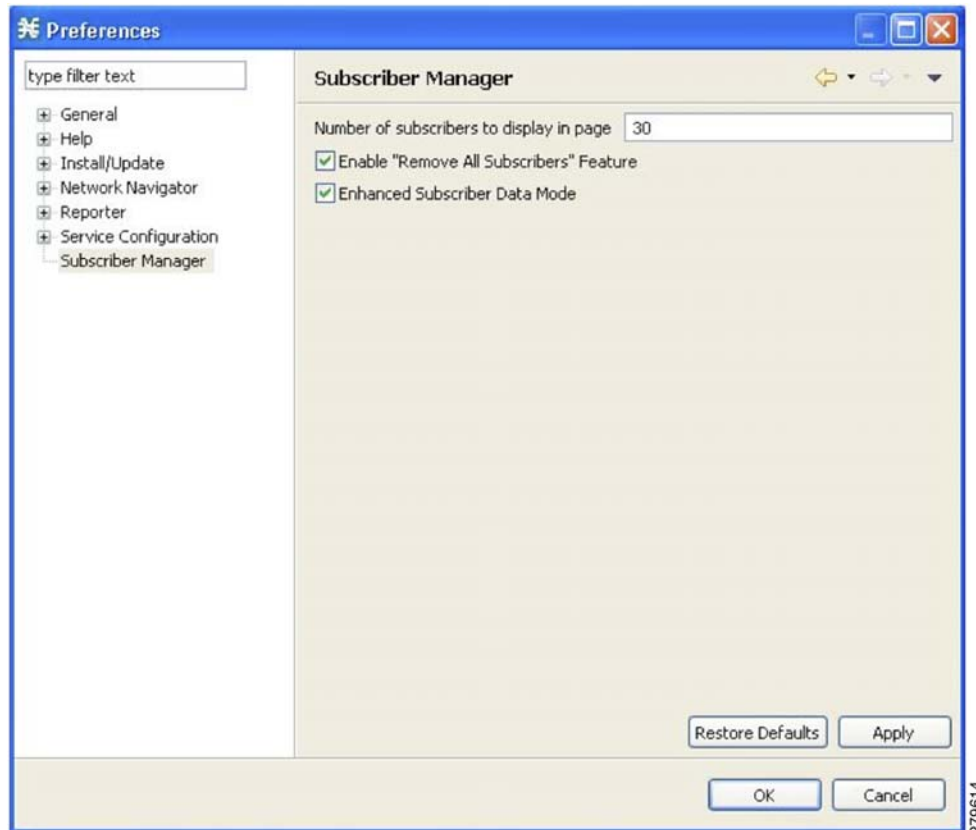 Preferences
type filter text
General
Help
Install/Update
Network Navigator
Reporter
Service Configuration
Subscriber Manager
Subscriber Manager
Number of subscribers to display in page 30
Enable "Remove All Subscribers" Feature
Enhanced Subscriber Data Mode
Restore Defaults Apply
OK Cancel